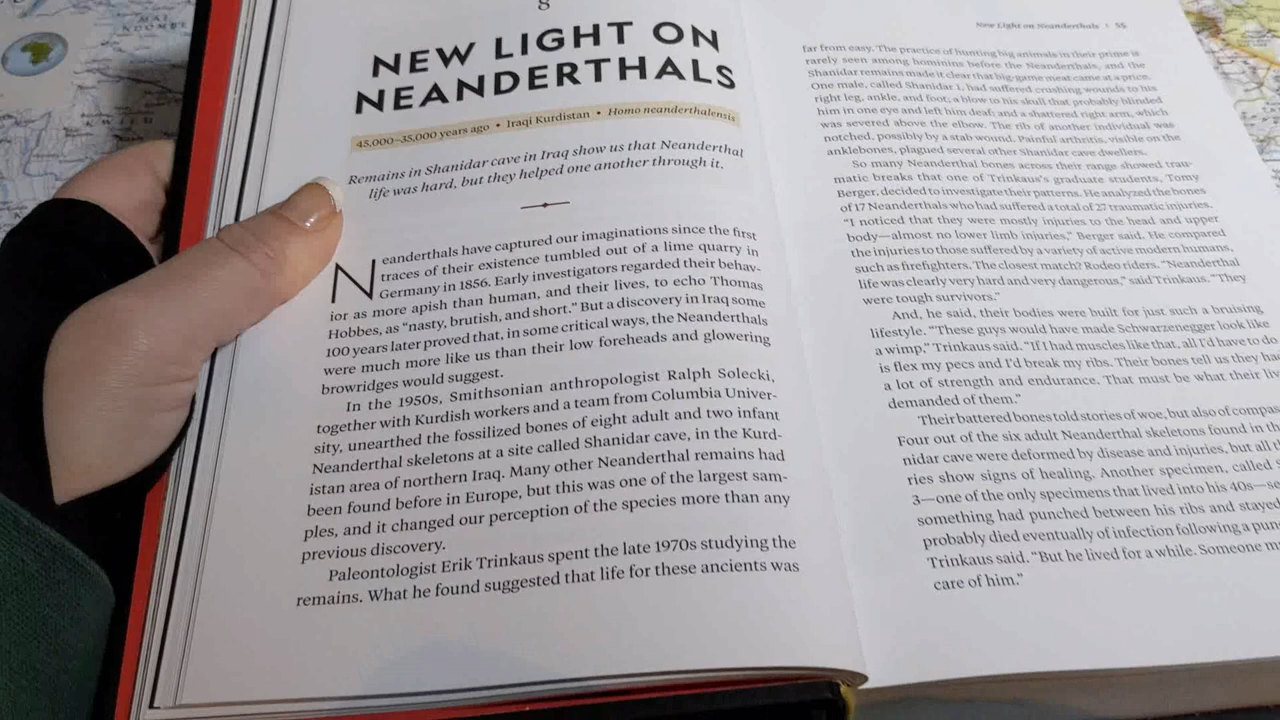 8
NEW LIGHT ON
NEANDERTHALS
45,000–35,000 years ago • Iraqi Kurdistan • Homo neanderthalensis
Remains in Shanidar cave in Iraq show us that Neanderthal
life was hard, but they helped one another through it.
Neanderthals have captured our imaginations since the first
traces of their existence tumbled out of a lime quarry in
Germany in 1856. Early investigators regarded their behav-
ior as more apish than human, and their lives, to echo Thomas
Hobbes, as “nasty, brutish, and short.” But a discovery in Iraq some
100 years later proved that, in some critical ways, the Neanderthals
were much more like us than their low foreheads and glowering
browridges would suggest.
In the 1950s, Smithsonian anthropologist Ralph Solecki,
together with Kurdish workers and a team from Columbia Univer-
sity, unearthed the fossilized bones of eight adult and two infant
Neanderthal skeletons at a site called Shanidar cave, in the Kurd-
istan area of northern Iraq. Many other Neanderthal remains had
been found before in Europe, but this was one of the largest sam-
ples, and it changed our perception of the species more than any
previous discovery.
Paleontologist Erik Trinkaus spent the late 1970s studying the
remains. What he found suggested that life for these ancients was
New Light on Neanderthals | 55
far from easy. The practice of hunting big animals in their prime is
rarely seen among hominins before the Neanderthals, and the
Shanidar remains made it clear that big-game meat came at a price.
One male, called Shanidar 1, had suffered crushing wounds to his
right leg, ankle, and foot; a blow to his skull that probably blinded
him in one eye and left him deaf; and a shattered right arm, which
was severed above the elbow. The rib of another individual was
notched, possibly by a stab wound. Painful arthritis, visible on the
anklebones, plagued several other Shanidar cave dwellers.
So many Neanderthal bones across their range showed trau-
matic breaks that one of Trinkaus's graduate students, Tomy
Berger, decided to investigate their patterns. He analyzed the bones
of 17 Neanderthals who had suffered a total of 27 traumatic injuries.
“I noticed that they were mostly injuries to the head and upper
body—almost no lower limb injuries,” Berger said. He compared
the injuries to those suffered by a variety of active modern humans,
such as firefighters. The closest match? Rodeo riders. “Neanderthal
life was clearly very hard and very dangerous,” said Trinkaus. “They
were tough survivors.”
And, he said, their bodies were built for just such a bruising
lifestyle. “These guys would have made Schwarzenegger look like
a wimp,” Trinkaus said. “If I had muscles like that, all I'd have to do
is flex my pecs and I'd break my ribs. Their bones tell us they ha
a lot of strength and endurance. That must be what their liv
demanded of them.”
Their battered bones told stories of woe, but also of compas
Four out of the six adult Neanderthal skeletons found in th
nidar cave were deformed by disease and injuries, but all
ries show signs of healing. Another specimen, called
3—one of the only specimens that lived into his 40s—se
something had punched between his ribs and stayed
probably died eventually of infection following a pun
Trinkaus said. “But he lived for a while. Someone
care of him.”